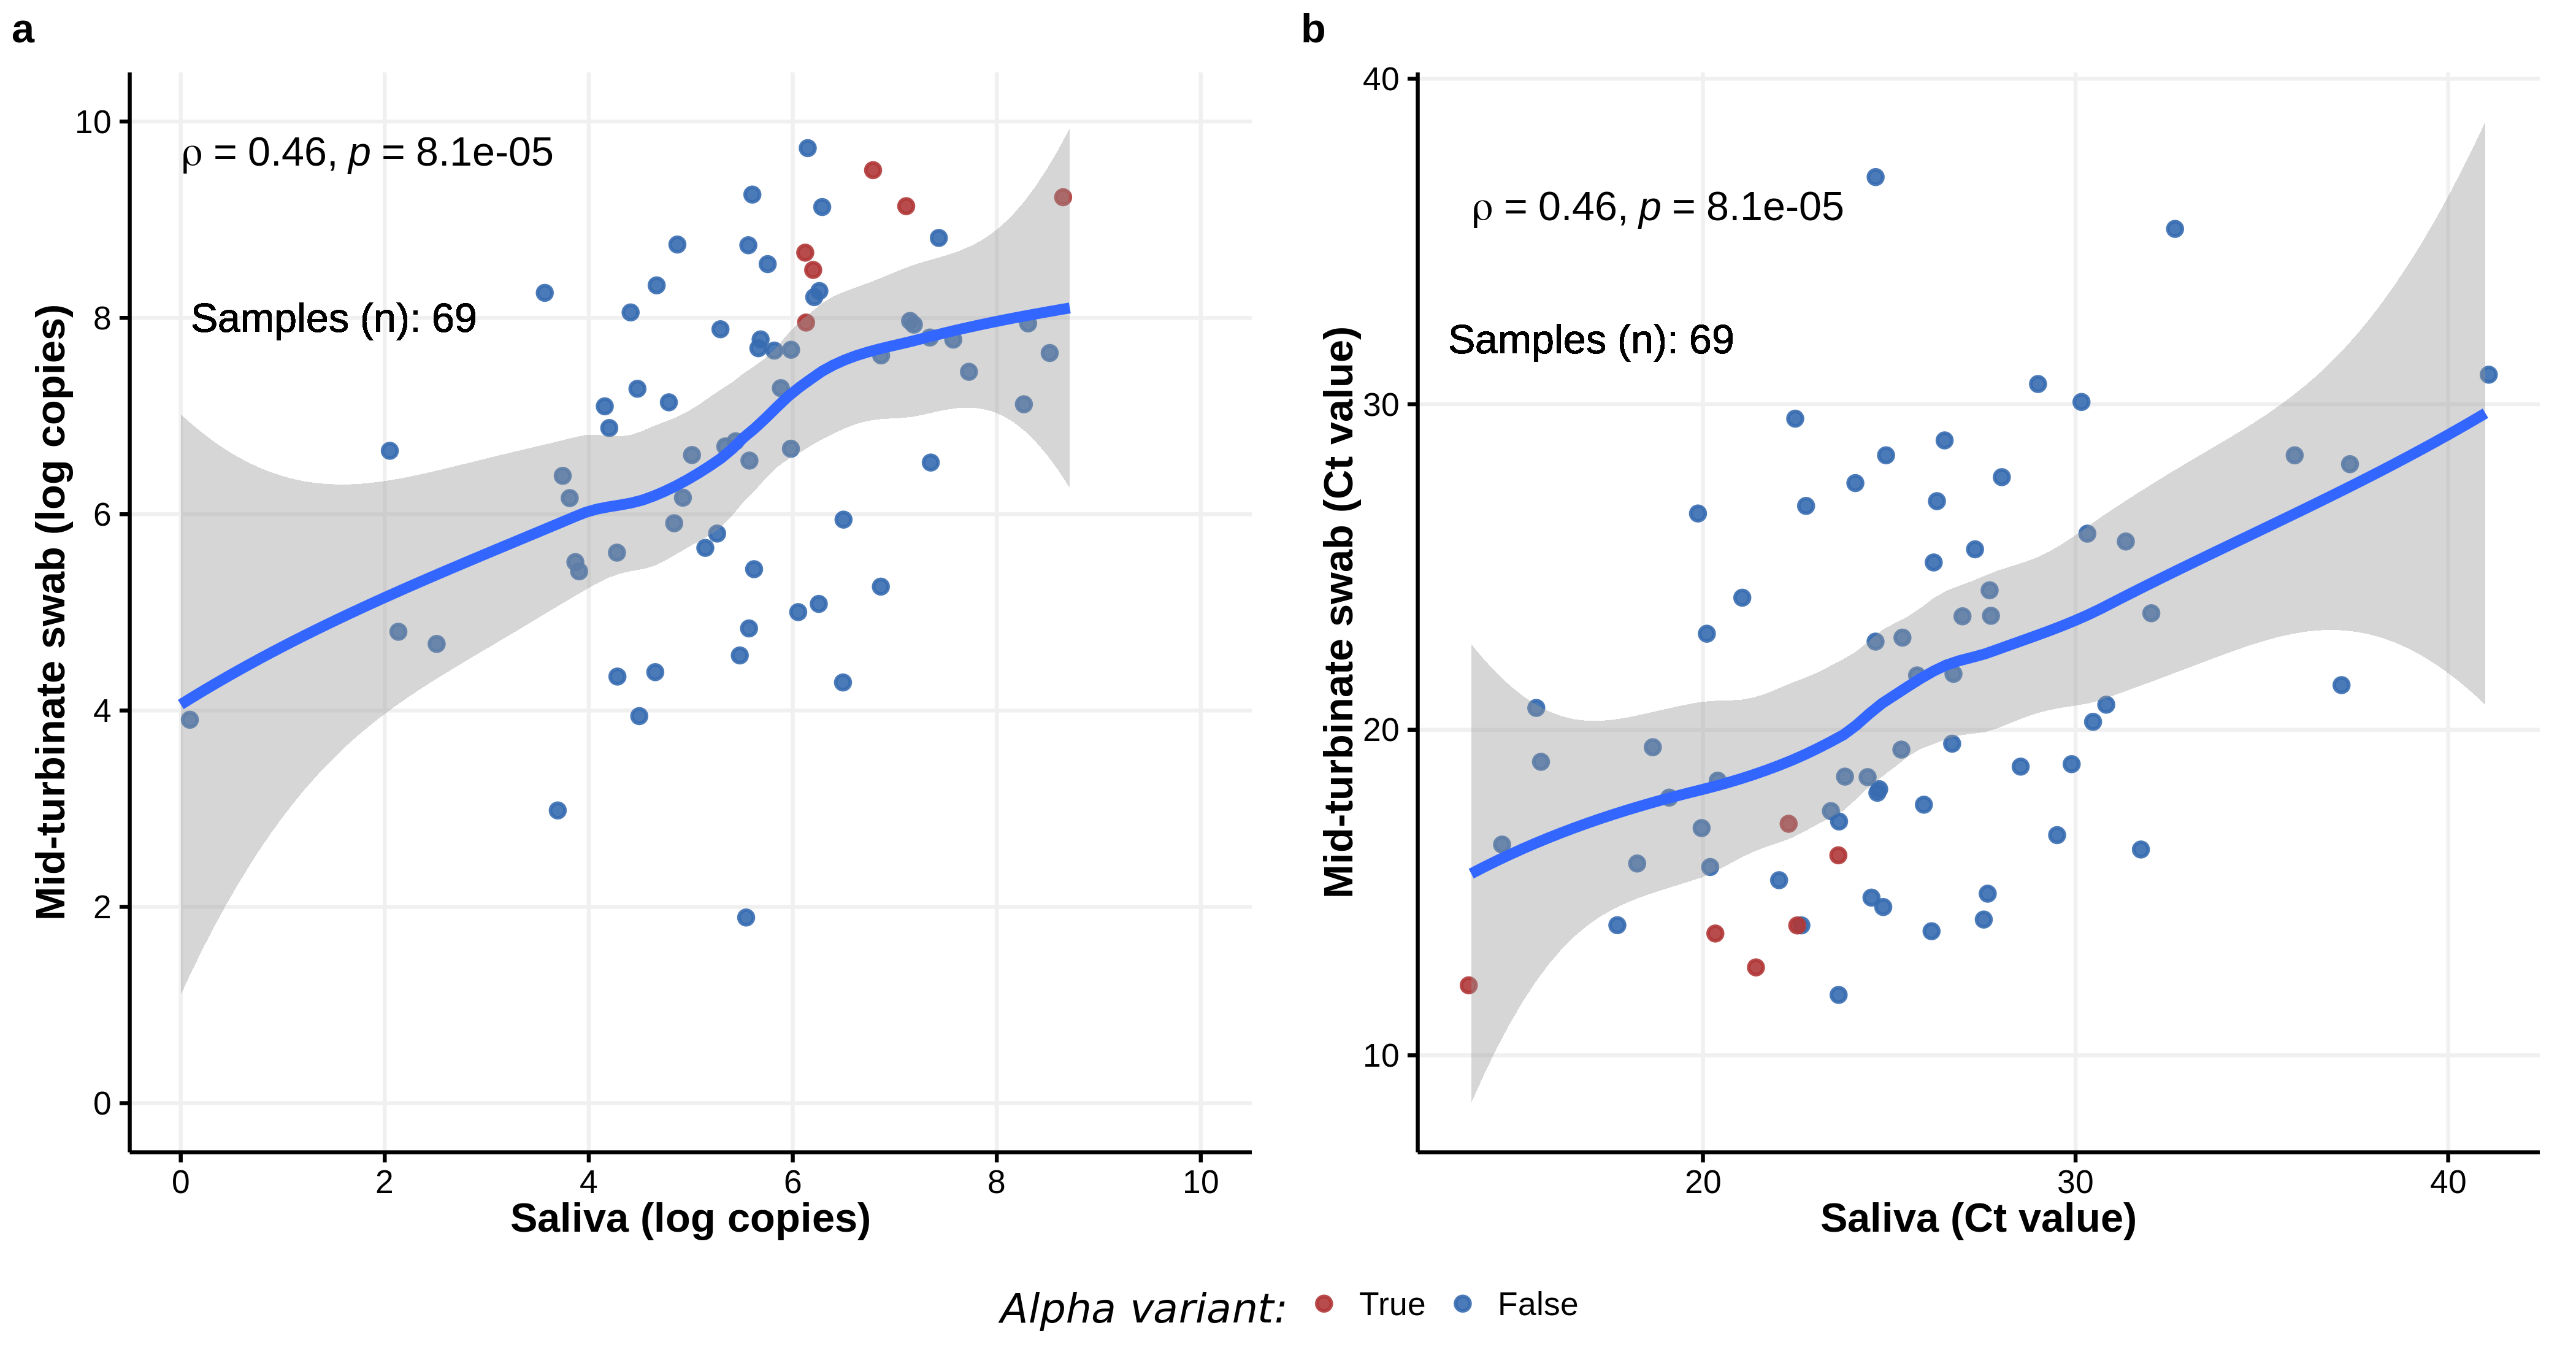 a
ρ = 0.46, p = 8.1e-05
Samples (n): 69
Mid-turbinate swab (log copies)
10
8
6
4
2
0
0 2 4 6 8 10
Saliva (log copies)
b
ρ = 0.46, p = 8.1e-05
Samples (n): 69
Mid-turbinate swab (Ct value)
40
30
20
10
20 30 40
Saliva (Ct value)
Alpha variant: True False